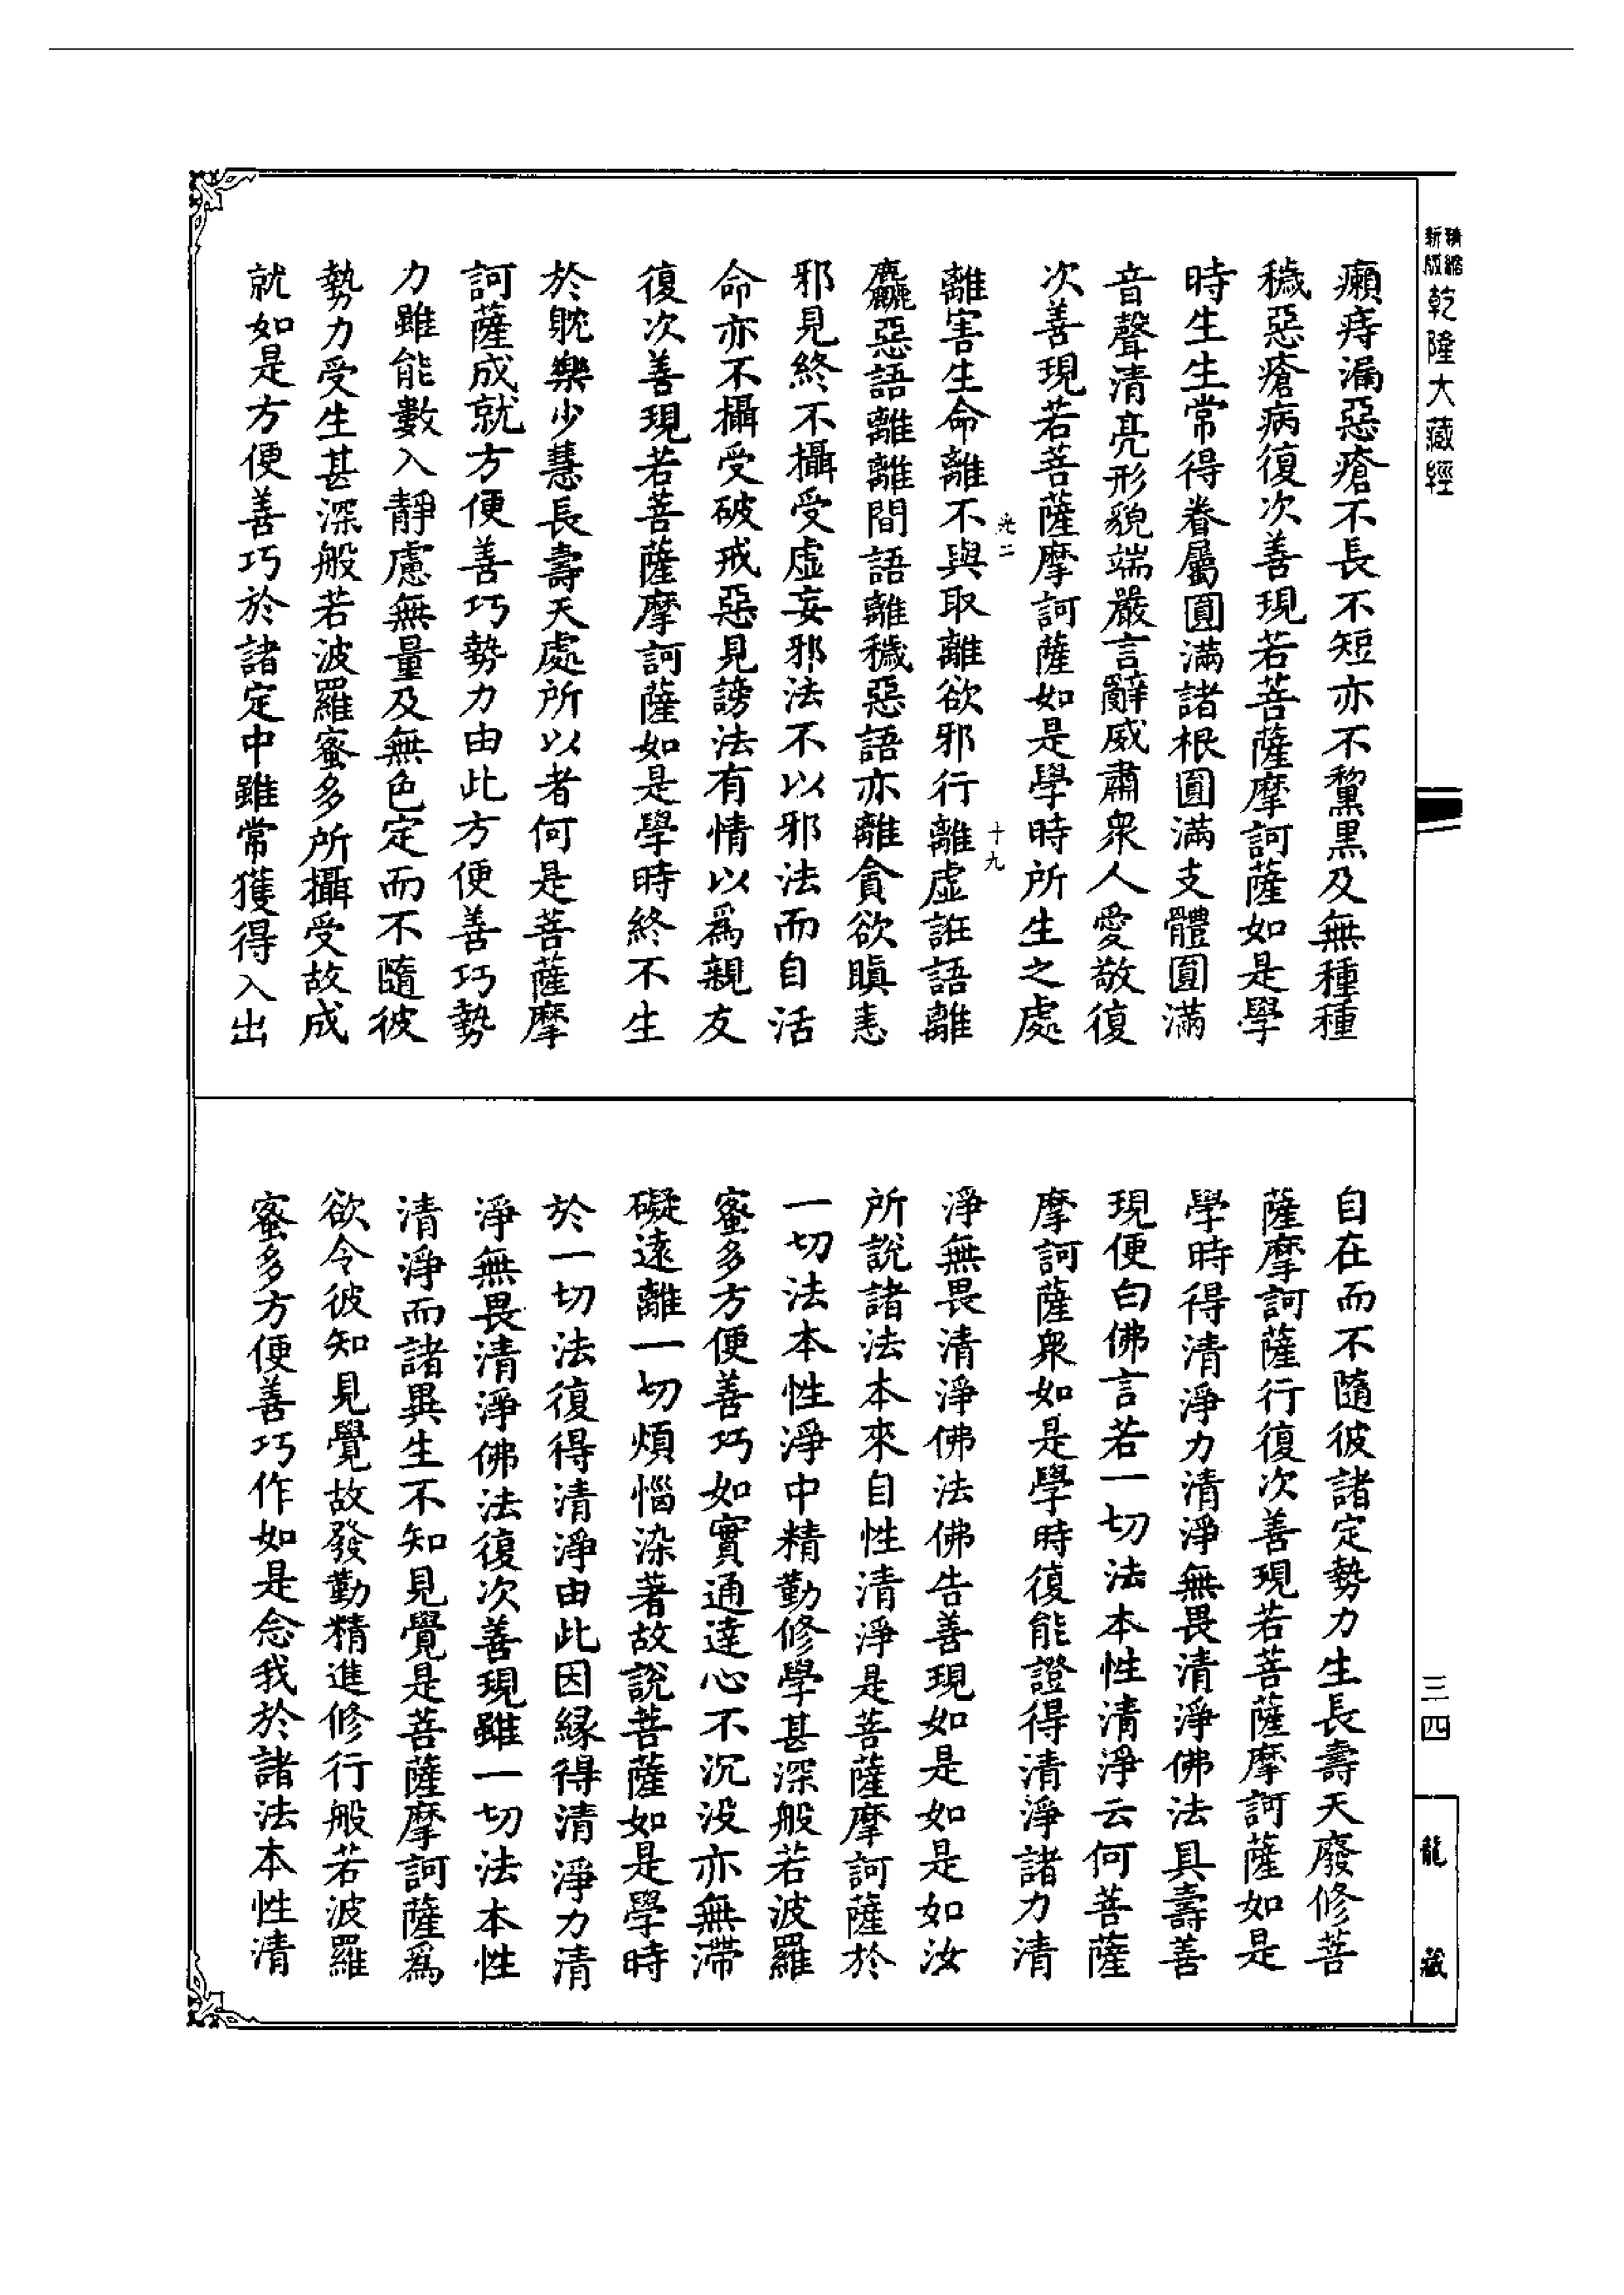 精縮新版乾隆大藏經
癩痔漏惡瘡不長不短亦不黧黑及無種種
穢惡瘡病復次善現若菩薩摩訶薩如是學
時生生常得眷屬圓滿諸根圓滿支體圓滿
音聲清亮形貌端嚴言辭威肅衆人愛敬復
次善現若菩薩摩訶薩如是學時所生之處
十九
離害生命離不與取離欲邪行離虛誑語離
麤惡語離離間語離穢惡語亦離貪欲瞋恚
邪見終不攝受虛妄邪法不以邪法而自活
命亦不攝受破戒惡見謗法有情以爲親友
復次善現若菩薩摩訶薩如是學時終不生
於躭樂少慧長壽天處所以者何是菩薩摩
訶薩成就方便善巧勢力由此方便善巧勢
力雖能數入靜慮無量及無色定而不隨彼
勢力受生甚深般若波羅蜜多所攝受故成
就如是方便善巧於諸定中雖常獲得入出
自在而不隨彼諸定勢力生長壽天廢修菩
薩摩訶薩行復次善現若菩薩摩訶薩如是
學時得清淨力清淨無畏清淨佛法具壽善
現便白佛言若一切法本性清淨云何菩薩
摩訶薩衆如是學時復能證得清淨諸力清
淨無畏清淨佛法佛告善現如是如是如汝
所說諸法本來自性清淨是菩薩摩訶薩於
一切法本性淨中精勤修學甚深般若波羅
蜜多方便善巧如實通達心不沉没亦無滯
礙遠離一切煩惱染著故說菩薩如是學時
於一切法復得清淨由此因緣得清淨力清
淨無畏清淨佛法復次善現雖一切法本性
清淨而諸異生不知見覺是菩薩摩訶薩爲
欲令彼知見覺故發勤精進修行般若波羅
蜜多方便善巧作如是念我於諸法本性清
三四
龍藏